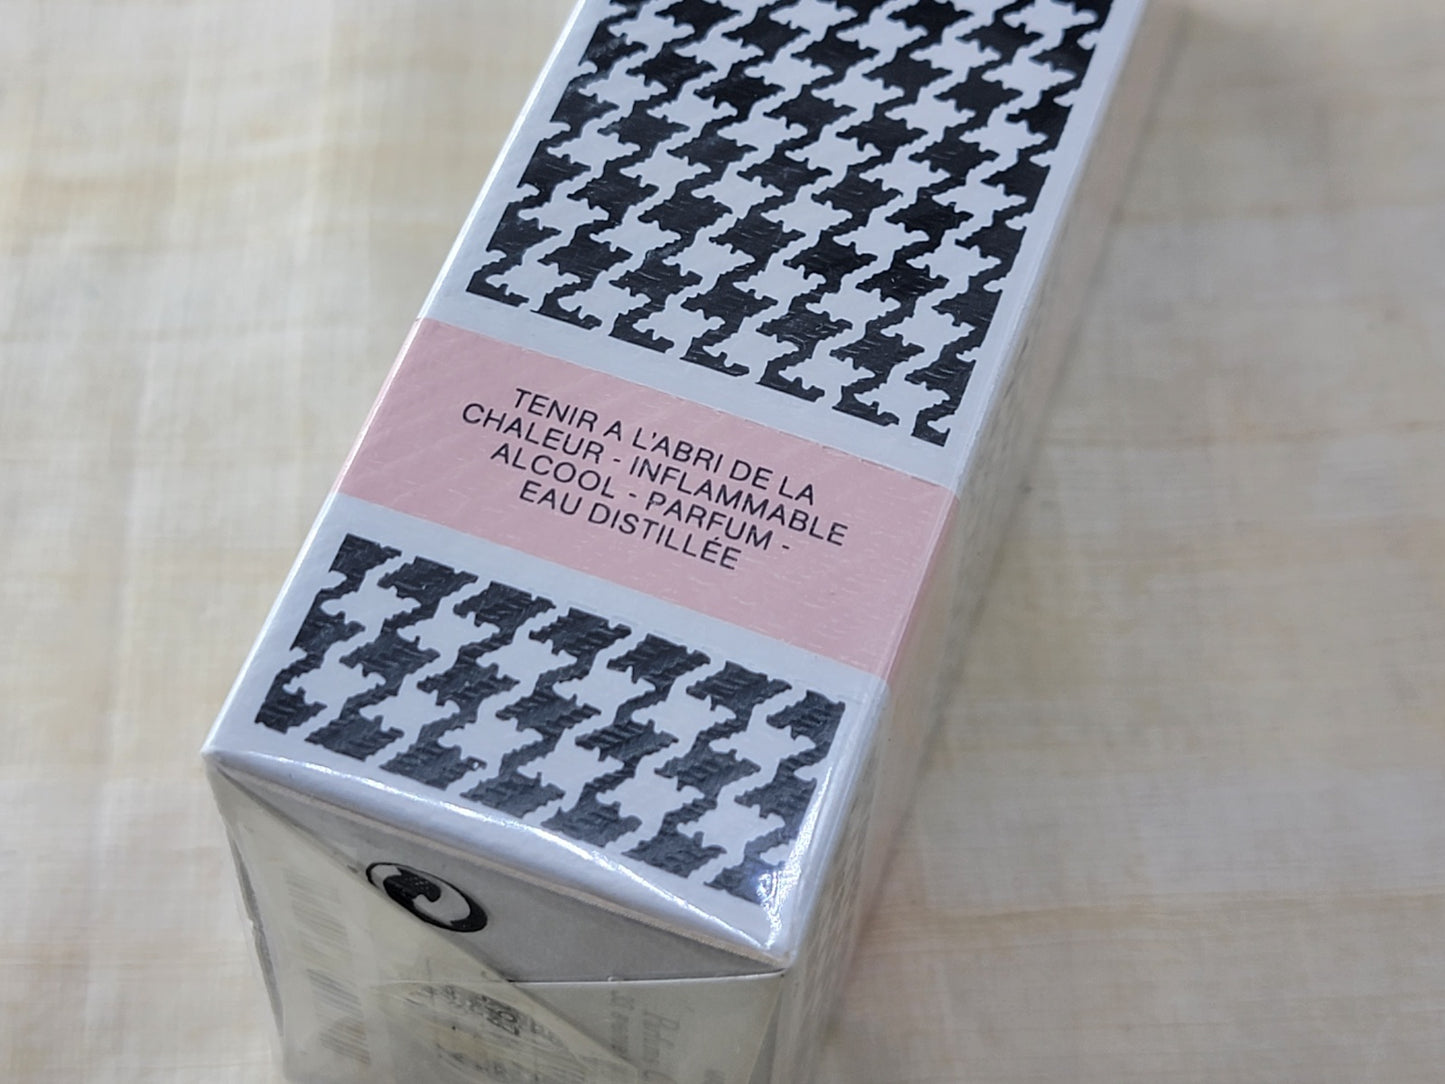 TENIR A L'ABRI DE LA
CHALEUR - INFLAMMABLE
ALCOOL - PARFUM -
EAU DISTILLÉE